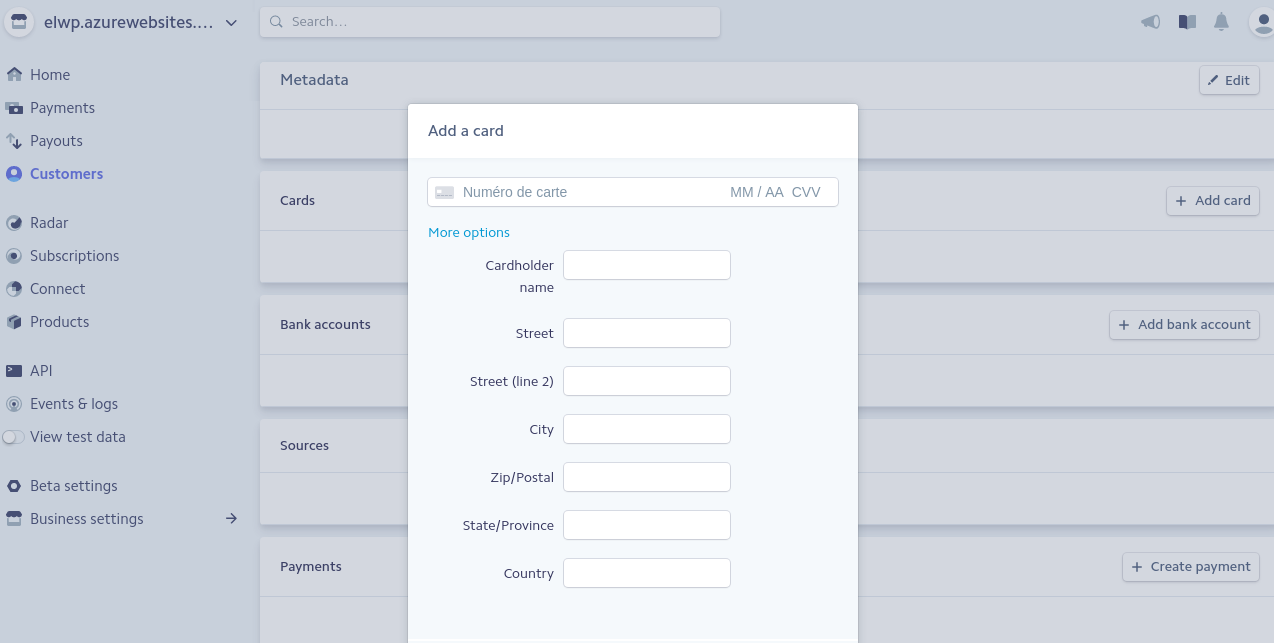 elwp.azurewebsites....
Search...
Home
Payments
Payouts
Customers
Radar
Subscriptions
Connect
Products
API
Events & logs
View test data
Beta settings
Business settings
Metadata
Edit
Cards
Add card
Bank accounts
Add bank account
Sources
Payments
Create payment
Add a card
Numéro de carte MM / AA CVV
More options
Cardholder
name
Street
Street (line 2)
City
Zip/Postal
State/Province
Country